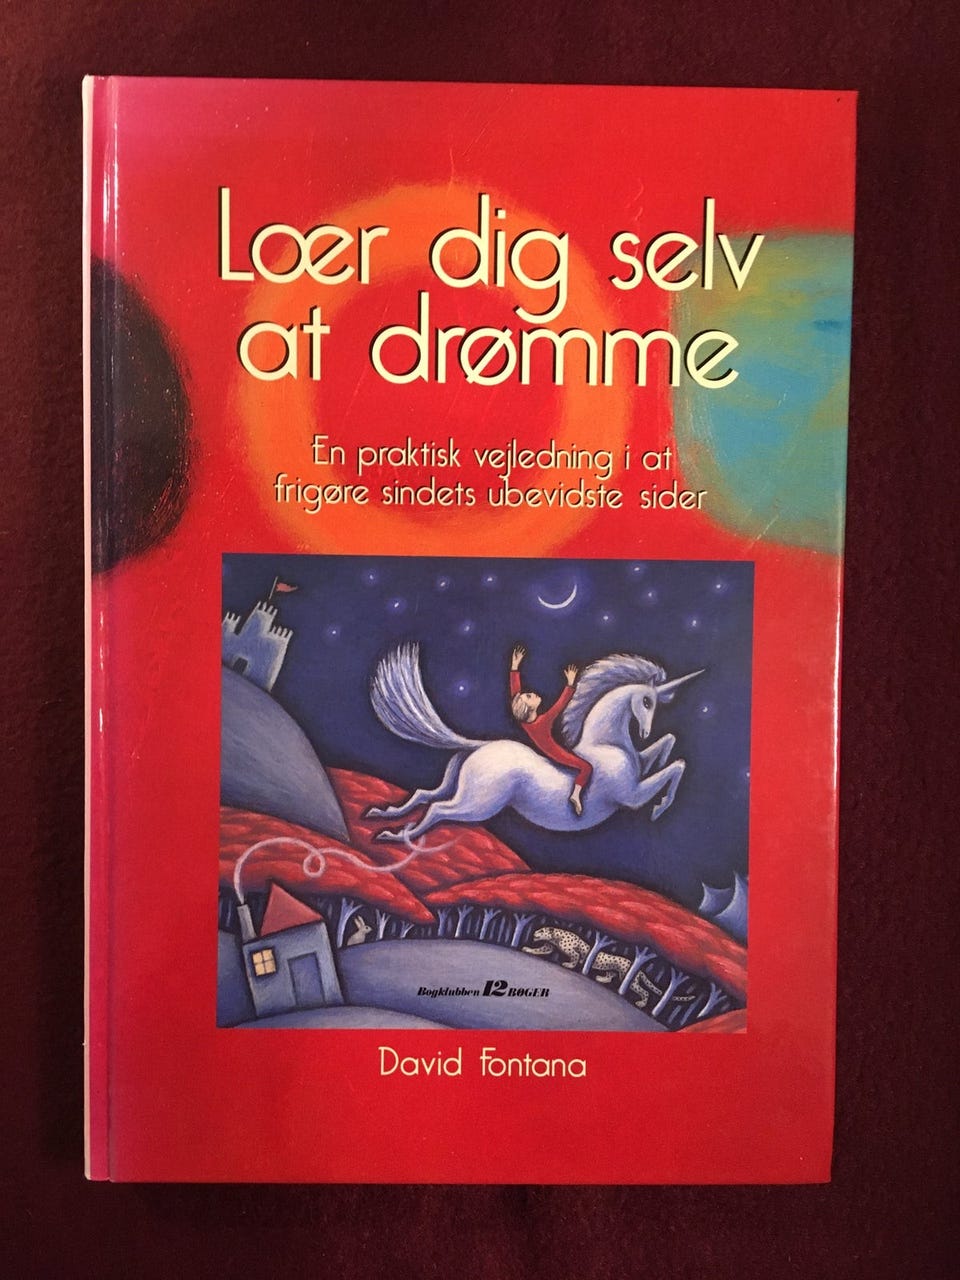 Lær dig selv
at drømme
En praktisk vejledning i at
frigøre sindets ubevidste sider
Bogklubben 12 BØGER
David Fontana